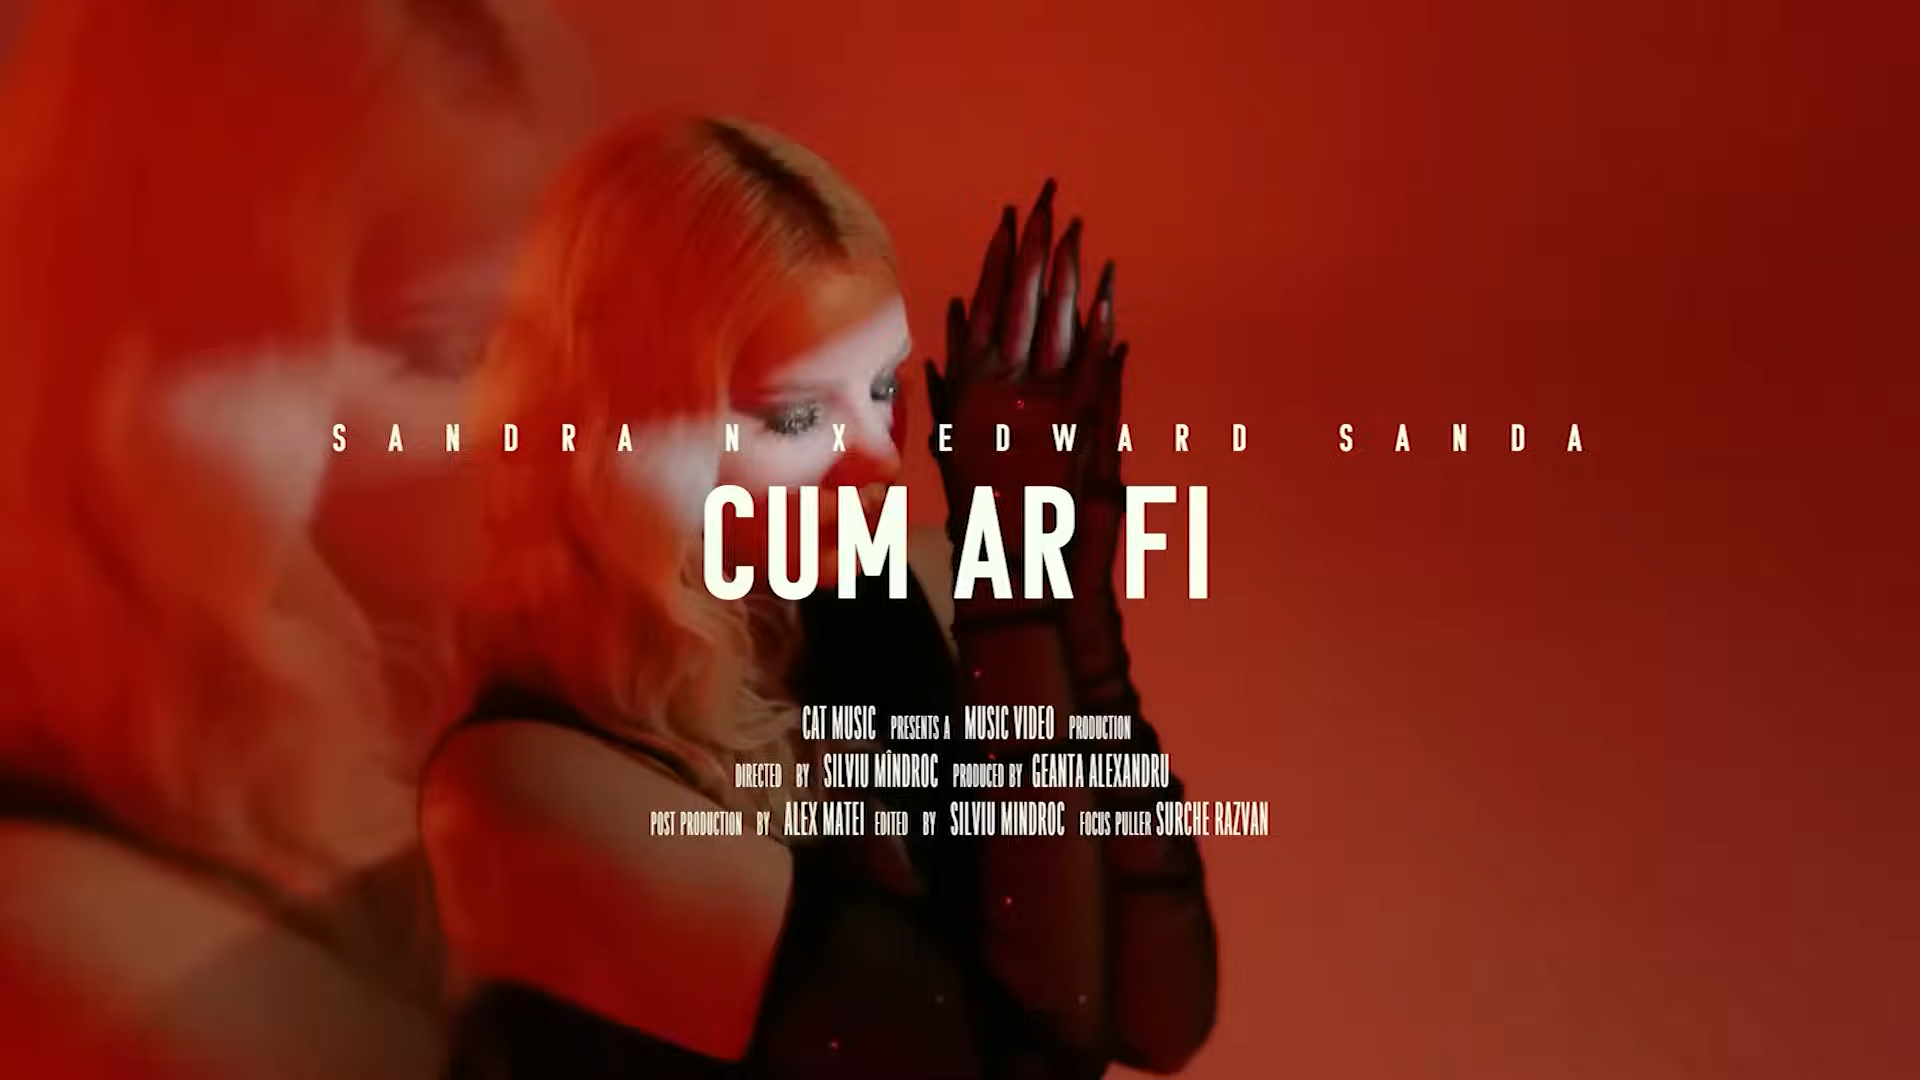 SANDRA N X EDWARD SANDA
CUM AR FI
CAT MUSIC PRESENTS A MUSIC VIDEO PRODUCTION
DIRECTED BY SILVIU MÎNDROC PRODUCED BY GEANTA ALEXANDRU
POST PRODUCTION BY ALEX MATEI EDITED BY SILVIU MINDROC FOCUS PULLER SURCHE RAZVAN